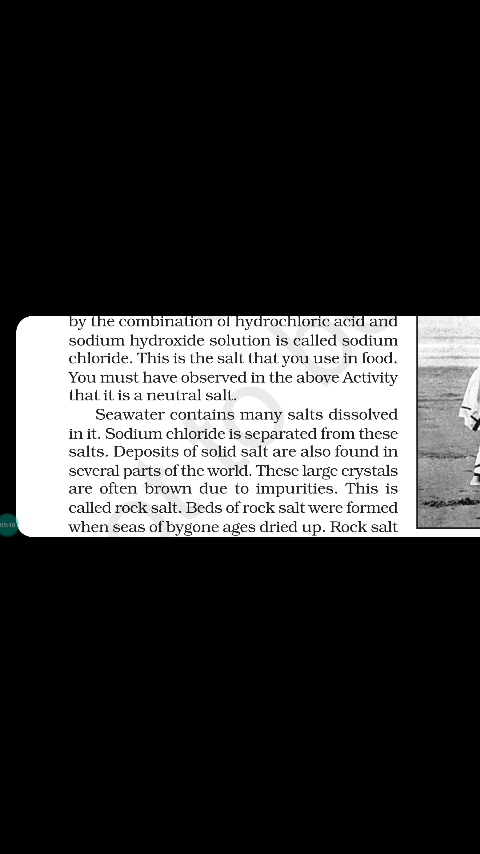 by the combination of hydrochloric acid and
sodium hydroxide solution is called sodium
chloride. This is the salt that you use in food.
You must have observed in the above Activity
that it is a neutral salt.
Seawater contains many salts dissolved
in it. Sodium chloride is separated from these
salts. Deposits of solid salt are also found in
several parts of the world. These large crystals
are often brown due to impurities. This is
called rock salt. Beds of rock salt were formed
when seas of bygone ages dried up. Rock salt